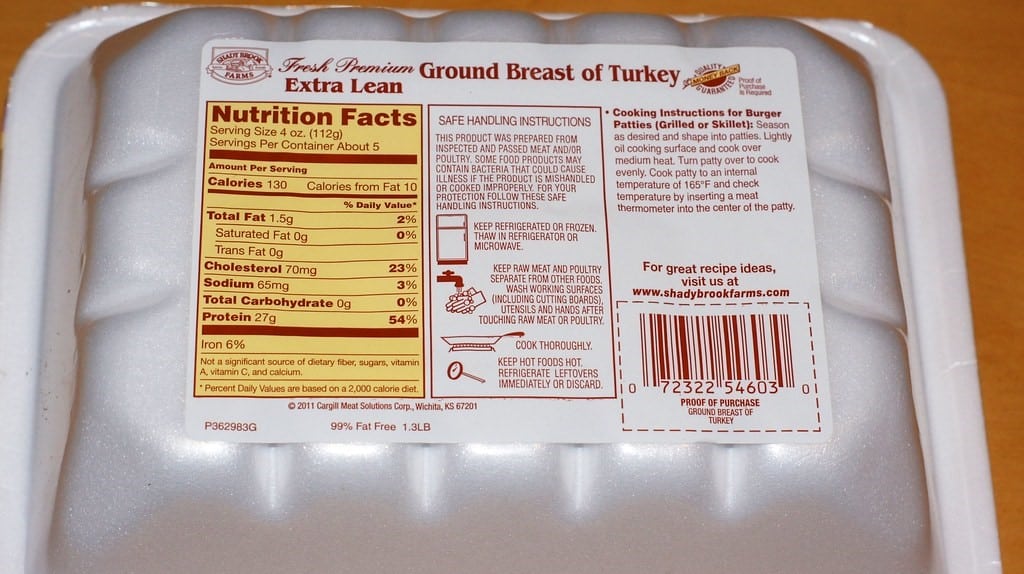 SHADY BROOK
FARMS
Fresh Premium Ground Breast of Turkey
Extra Lean
QUALITY
MONEY BACK
GUARANTEE
Proof of
Purchase
is Required
Nutrition Facts
Serving Size 4 oz. (112g)
Servings Per Container About 5
Amount Per Serving
Calories 130 Calories from Fat 10
% Daily Value*
Total Fat 1.5g 2%
Saturated Fat 0g 0%
Trans Fat 0g
Cholesterol 70mg 23%
Sodium 65mg 3%
Total Carbohydrate 0g 0%
Protein 27g 54%
Iron 6%
Not a significant source of dietary fiber, sugars, vitamin
A, vitamin C, and calcium.
*Percent Daily Values are based on a 2,000 calorie diet.
SAFE HANDLING INSTRUCTIONS
THIS PRODUCT WAS PREPARED FROM
INSPECTED AND PASSED MEAT AND/OR
POULTRY. SOME FOOD PRODUCTS MAY
CONTAIN BACTERIA THAT COULD CAUSE
ILLNESS IF THE PRODUCT IS MISHANDLED
OR COOKED IMPROPERLY. FOR YOUR
PROTECTION FOLLOW THESE SAFE
HANDLING INSTRUCTIONS.
KEEP REFRIGERATED OR FROZEN.
THAW IN REFRIGERATOR OR
MICROWAVE.
KEEP RAW MEAT AND POULTRY
SEPARATE FROM OTHER FOODS.
WASH WORKING SURFACES
(INCLUDING CUTTING BOARDS),
UTENSILS AND HANDS AFTER
TOUCHING RAW MEAT OR POULTRY.
COOK THOROUGHLY.
KEEP HOT FOODS HOT.
REFRIGERATE LEFTOVERS
IMMEDIATELY OR DISCARD.
• Cooking Instructions for Burger
Patties (Grilled or Skillet): Season
as desired and shape into patties. Lightly
oil cooking surface and cook over
medium heat. Turn patty over to cook
evenly. Cook patty to an internal
temperature of 165°F and check
temperature by inserting a meat
thermometer into the center of the patty.
For great recipe ideas,
visit us at
www.shadybrookfarms.com
0 72322 54603 0
PROOF OF PURCHASE
GROUND BREAST OF
TURKEY
© 2011 Cargill Meat Solutions Corp., Wichita, KS 67201
P362983G 99% Fat Free 1.3LB